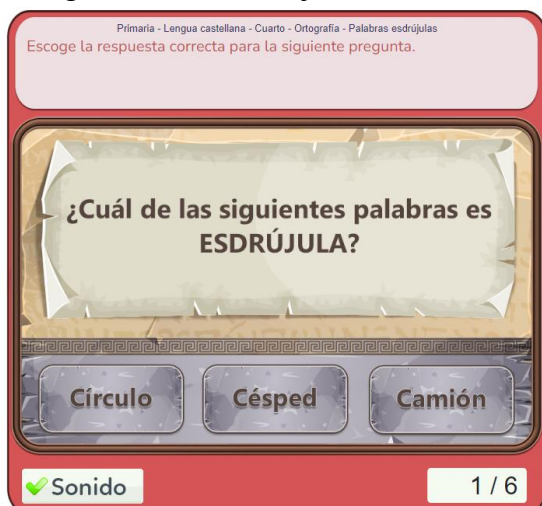 Primaria - Lengua castellana - Cuarto - Ortografía - Palabras esdrújulas
Escoge la respuesta correcta para la siguiente pregunta.
¿Cuál de las siguientes palabras es
ESDRÚJULA?
Círculo
Césped
Camión
Sonido
1 / 6